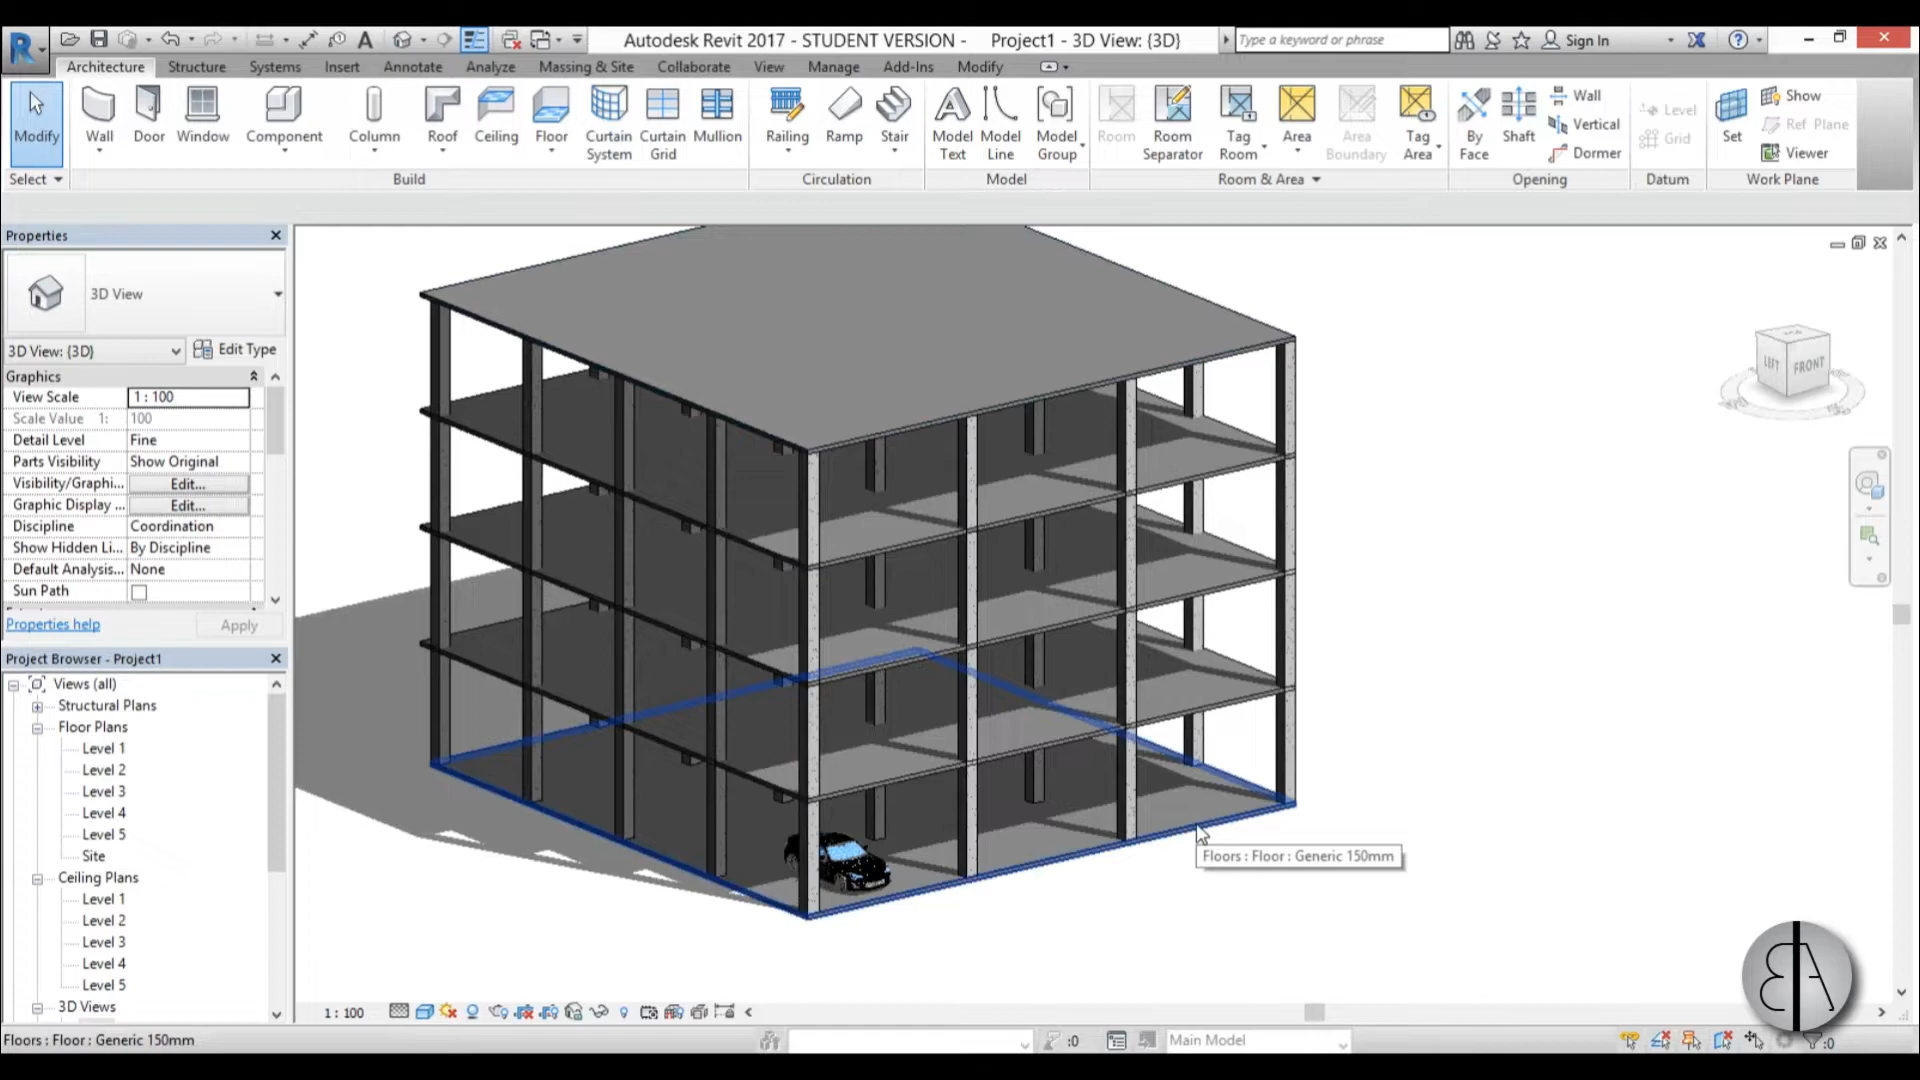 Autodesk Revit 2017 - STUDENT VERSION - Project1 - 3D View: {3D}
Type a keyword or phrase
Sign In
Architecture Structure Systems Insert Annotate Analyze Massing & Site Collaborate View Manage Add-Ins Modify
Modify Wall Door Window Component Column Roof Ceiling Floor Curtain System Curtain Grid Mullion Railing Ramp Stair Model Text Model Line Model Group Room Room Separator Tag Room Area Area Boundary Tag Area By Face Shaft Wall Vertical Dormer Level Grid Set Show Ref Plane Viewer
Select Build Circulation Model Room & Area Opening Datum Work Plane
Properties
3D View
3D View: {3D} Edit Type
Graphics
View Scale 1 : 100
Scale Value 1: 100
Detail Level Fine
Parts Visibility Show Original
Visibility/Graphi... Edit...
Graphic Display ... Edit...
Discipline Coordination
Show Hidden Li... By Discipline
Default Analysis... None
Sun Path
Properties help Apply
Project Browser - Project1
Views (all)
Structural Plans
Floor Plans
Level 1
Level 2
Level 3
Level 4
Level 5
Site
Ceiling Plans
Level 1
Level 2
Level 3
Level 4
Level 5
3D Views
FRONT
Floors : Floor : Generic 150mm
1 : 100
Floors : Floor : Generic 150mm
:0
Main Model
:0